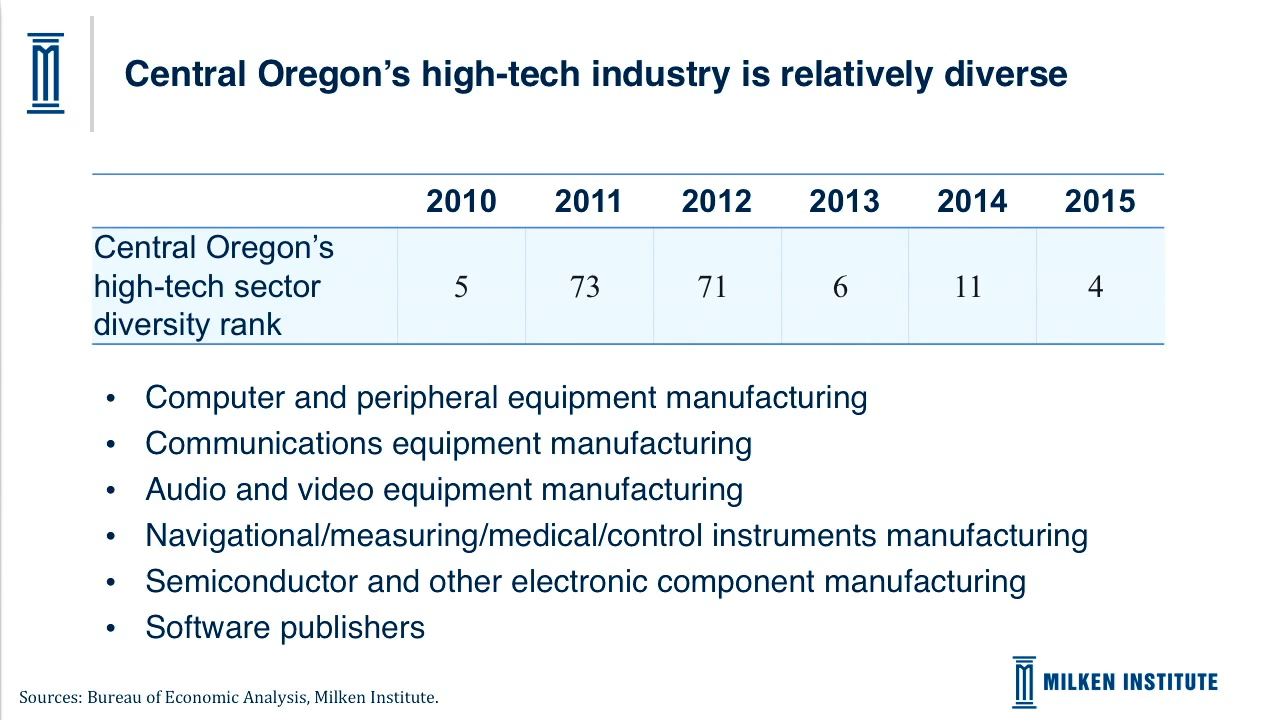 Central Oregon’s high-tech industry is relatively diverse
2010 2011 2012 2013 2014 2015
Central Oregon’s
high-tech sector
diversity rank
5 73 71 6 11 4
• Computer and peripheral equipment manufacturing
• Communications equipment manufacturing
• Audio and video equipment manufacturing
• Navigational/measuring/medical/control instruments manufacturing
• Semiconductor and other electronic component manufacturing
• Software publishers
Sources: Bureau of Economic Analysis, Milken Institute.
MILKEN INSTITUTE